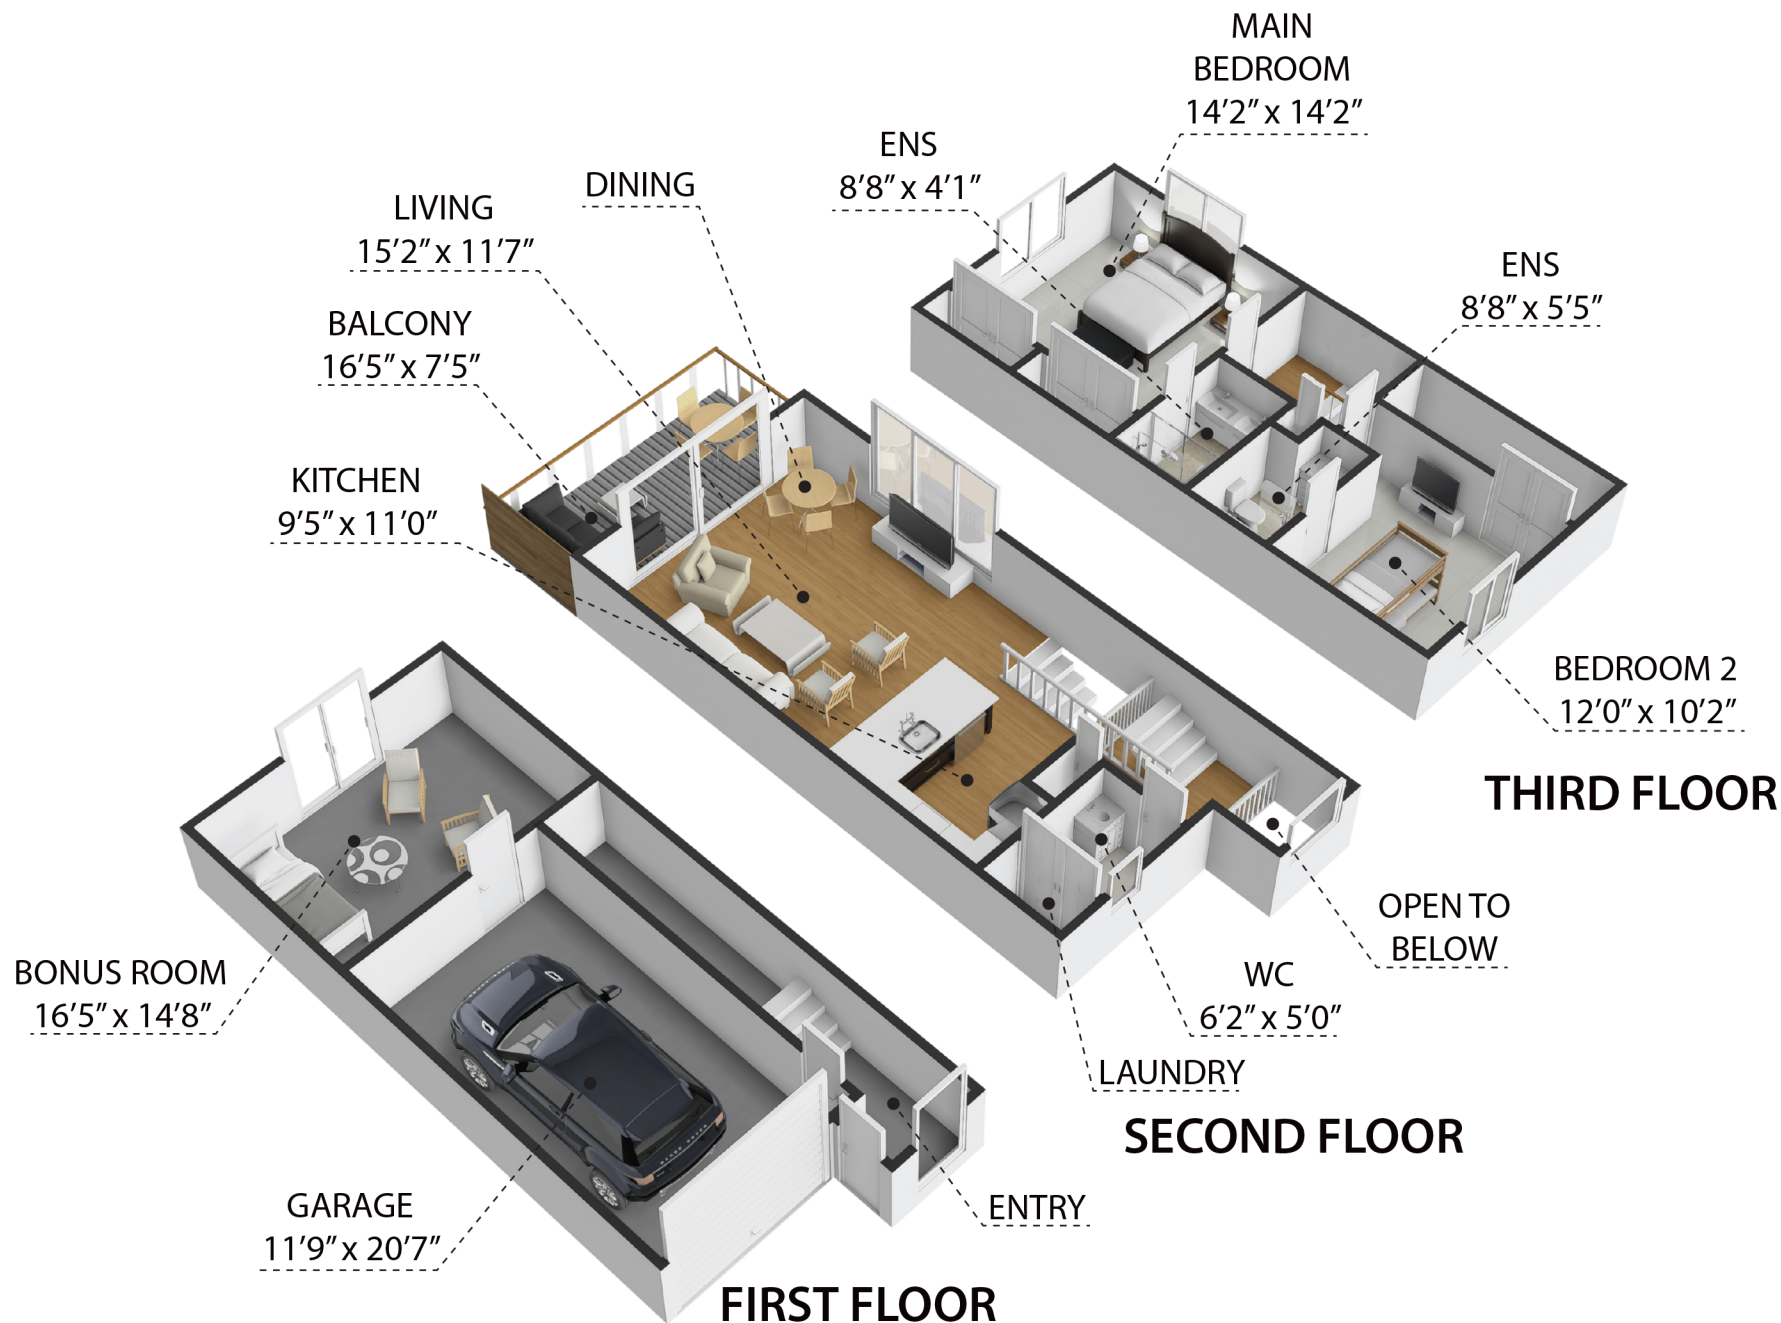 MAIN
BEDROOM
14’2” x 14’2”
ENS
8’8” x 4’1”
DINING
LIVING
15’2” x 11’7”
ENS
8’8” x 5’5”
BALCONY
16’5” x 7’5”
KITCHEN
9’5” x 11’0”
BEDROOM 2
12’0” x 10’2”
THIRD FLOOR
OPEN TO
BELOW
WC
6’2” x 5’0”
LAUNDRY
SECOND FLOOR
BONUS ROOM
16’5” x 14’8”
GARAGE
11’9” x 20’7”
ENTRY
FIRST FLOOR